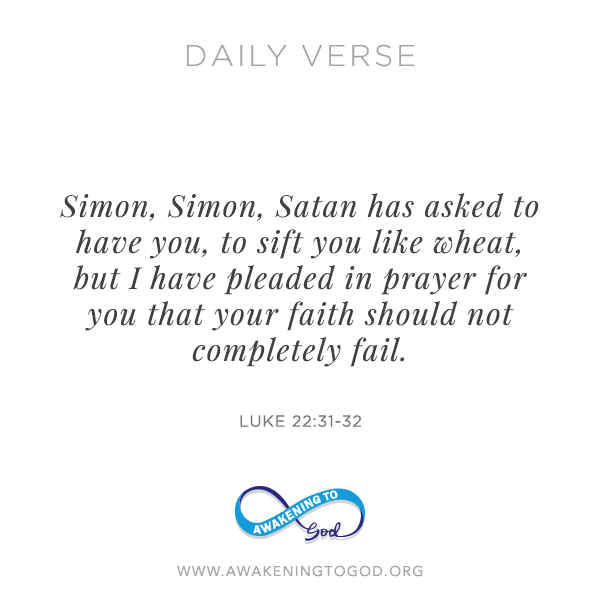 DAILY VERSE
Simon, Simon, Satan has asked to
have you, to sift you like wheat,
but I have pleaded in prayer for
you that your faith should not
completely fail.
LUKE 22:31-32
AWAKENING TO
God
WWW.AWAKENINGTOGOD.ORG